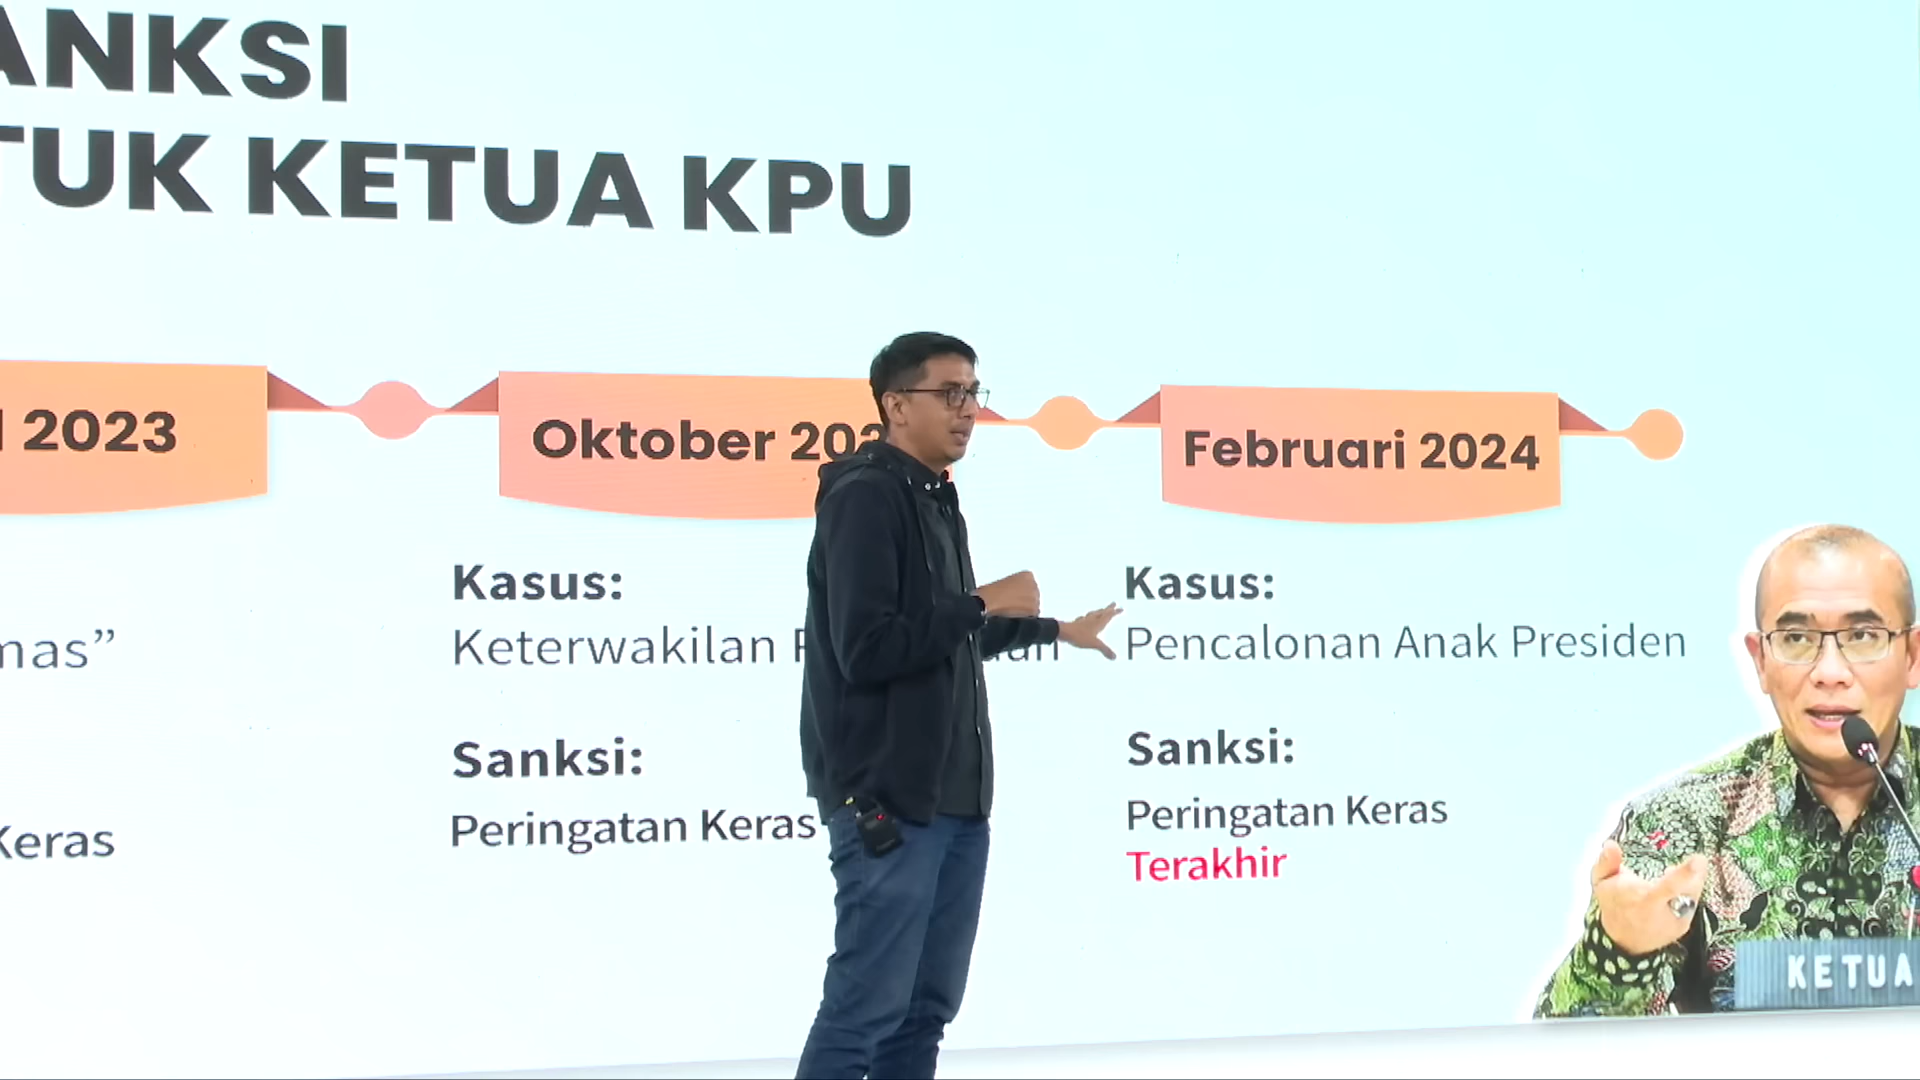 ANKSI
TUK KETUA KPU
2023
Oktober
Februari 2024
mas”
Kasus:
Keterwakilan
Kasus:
Pencalonan Anak Presiden
Keras
Sanksi:
Peringatan Keras
Sanksi:
Peringatan Keras
Terakhir
KETUA